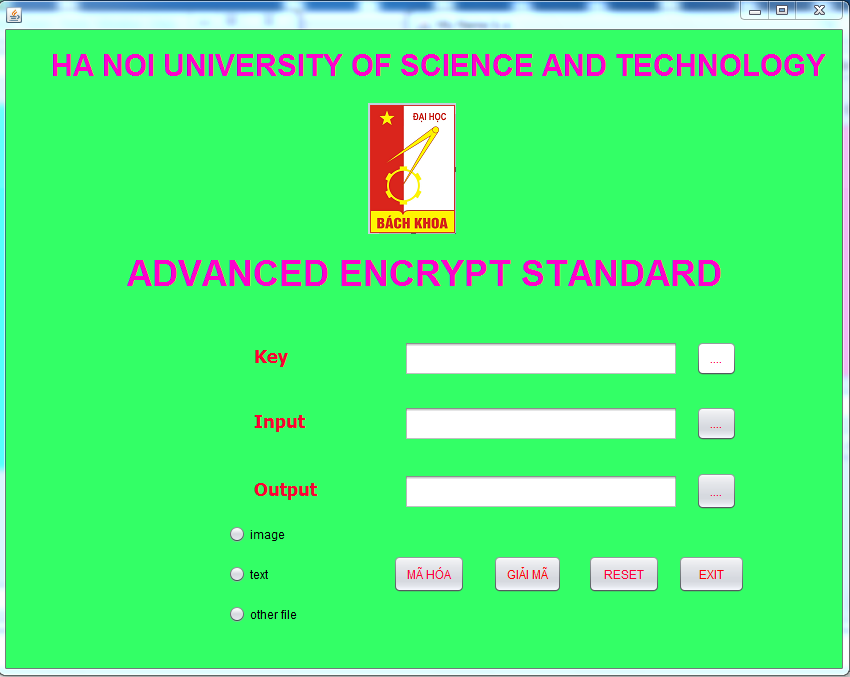 HA NOI UNIVERSITY OF SCIENCE AND TECHNOLOGY
ĐẠI HỌC
BÁCH KHOA
ADVANCED ENCRYPT STANDARD
Key
....
Input
....
Output
....
image
text
MÃ HÓA GIẢI MÃ RESET EXIT
other file